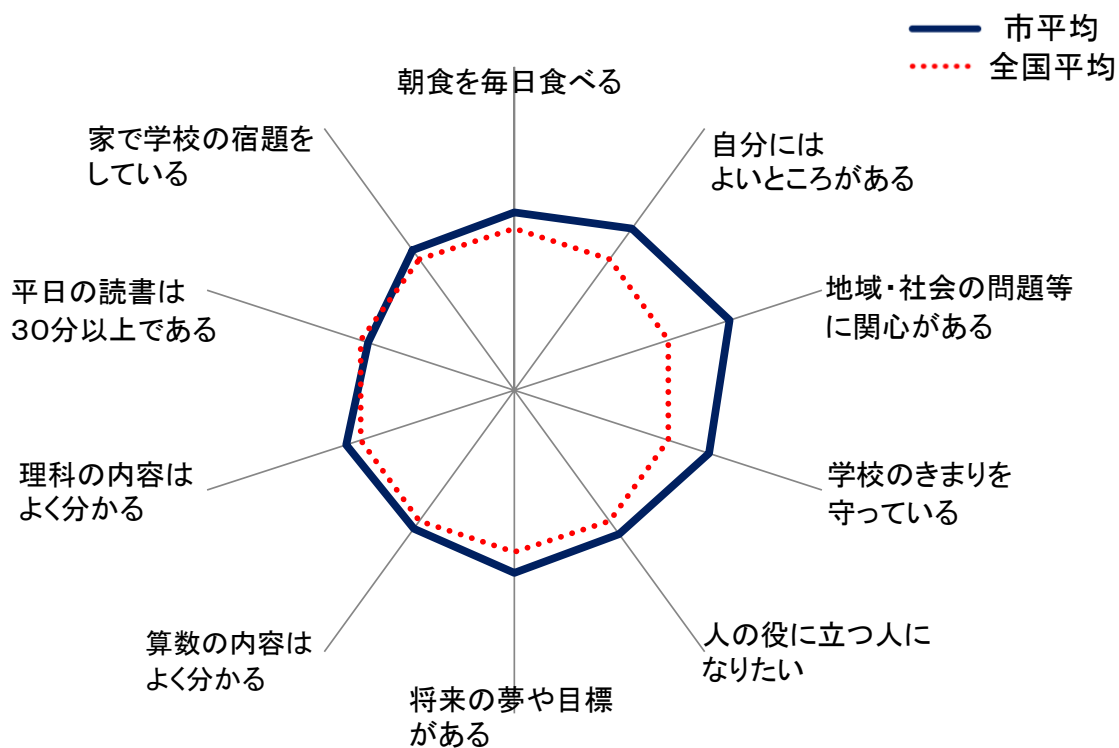 市平均
全国平均
朝食を毎日食べる
自分には
よいところがある
地域・社会の問題等
に関心がある
学校のきまりを
守っている
人の役に立つ人に
なりたい
将来の夢や目標
がある
算数の内容は
よく分かる
理科の内容は
よく分かる
平日の読書は
30分以上である
家で学校の宿題を
している